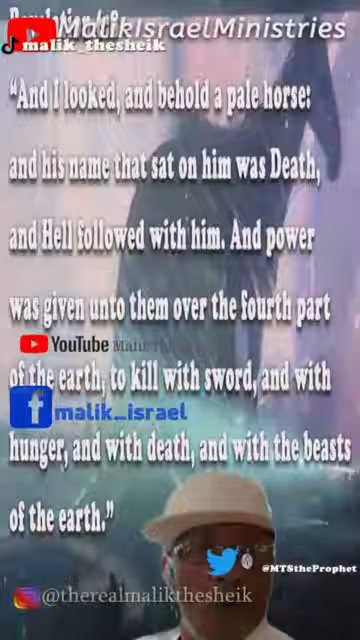 MalikIsraelMinistries
malik_thesheik
“And I looked, and behold a pale horse:
and his name that sat on him was Death,
and Hell followed with him. And power
was given unto them over the fourth part
YouTube
of the earth, to kill with sword, and with
malik_israel
hunger, and with death, and with the beasts
of the earth.”
@MTStheProphet
@therealmalikthesheik